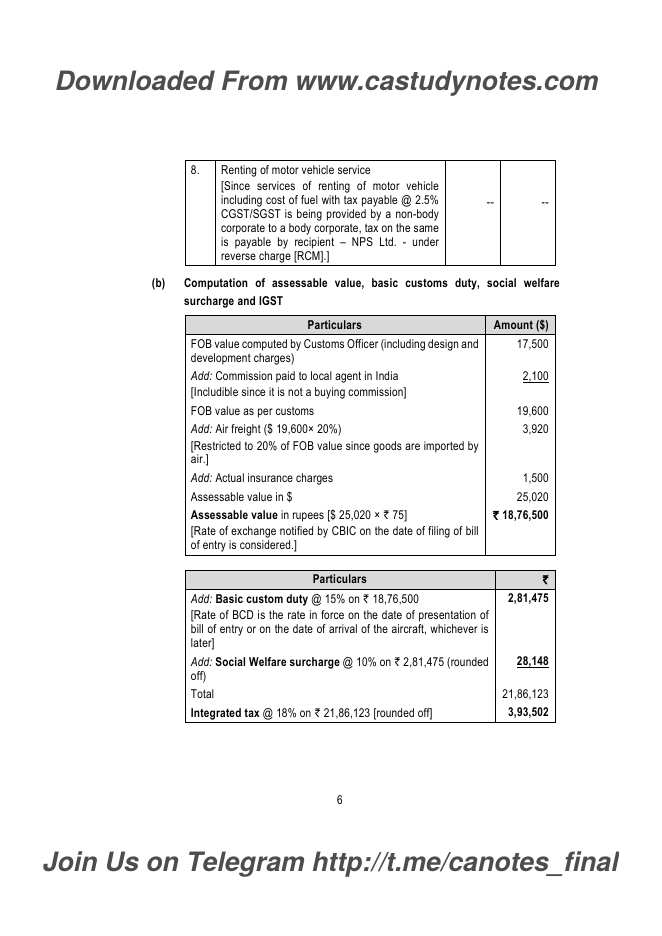 Downloaded From www.castudynotes.com
8. Renting of motor vehicle service
[Since services of renting of motor vehicle
including cost of fuel with tax payable @ 2.5%
CGST/SGST is being provided by a non-body
corporate to a body corporate, tax on the same
is payable by recipient – NPS Ltd. - under
reverse charge [RCM].]
-- --
(b) Computation of assessable value, basic customs duty, social welfare
surcharge and IGST
Particulars Amount ($)
FOB value computed by Customs Officer (including design and 17,500
development charges)
Add: Commission paid to local agent in India 2,100
[Includible since it is not a buying commission]
FOB value as per customs 19,600
Add: Air freight ($ 19,600× 20%) 3,920
[Restricted to 20% of FOB value since goods are imported by
air.]
Add: Actual insurance charges 1,500
Assessable value in $ 25,020
Assessable value in rupees [$ 25,020 × ₹ 75] ₹ 18,76,500
[Rate of exchange notified by CBIC on the date of filing of bill
of entry is considered.]
Particulars ₹
Add: Basic custom duty @ 15% on ₹ 18,76,500 2,81,475
[Rate of BCD is the rate in force on the date of presentation of
bill of entry or on the date of arrival of the aircraft, whichever is
later]
Add: Social Welfare surcharge @ 10% on ₹ 2,81,475 (rounded 28,148
off)
Total 21,86,123
Integrated tax @ 18% on ₹ 21,86,123 [rounded off] 3,93,502
6
Join Us on Telegram http://t.me/canotes_final